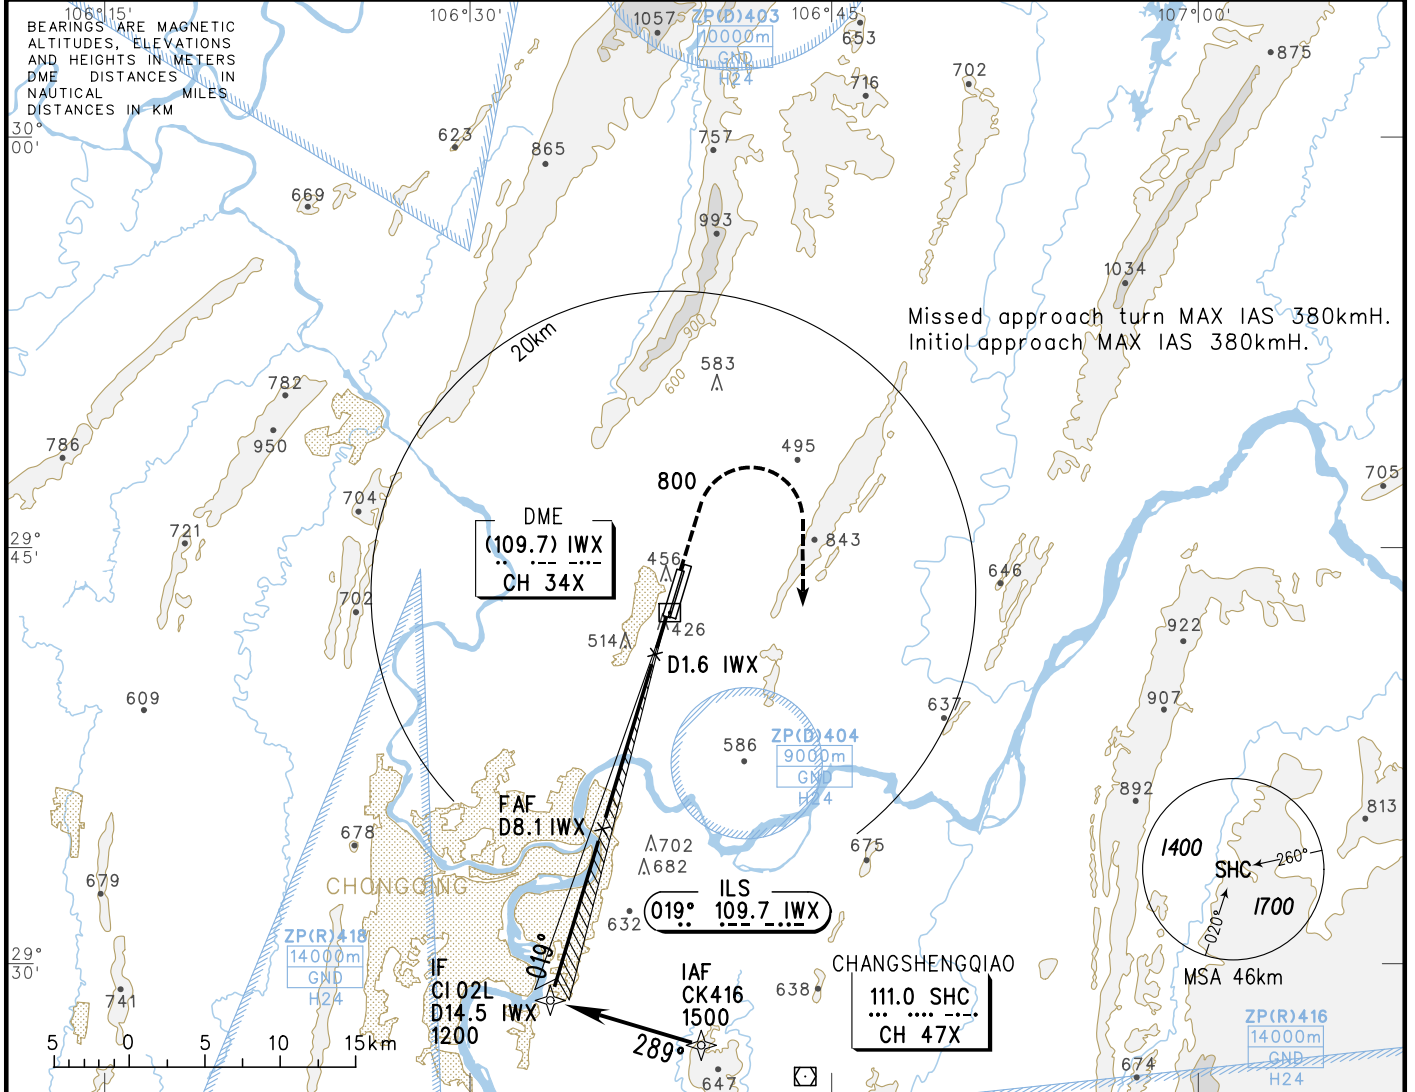 106°15'
106°30'
106°45'
107°00'
BEARINGS ARE MAGNETIC
ALTITUDES, ELEVATIONS
AND HEIGHTS IN METERS
DME DISTANCES IN
NAUTICAL MILES
DISTANCES IN KM
1057
ZP(D)403
10000m
GND
H24
653
875
716
702
30°
00'
623
865
757
669
993
1034
Missed approach turn MAX IAS 380kmH.
Initial approach MAX IAS 380kmH.
20km
900
600
583
782
950
786
495
705
800
704
721
DME
(109.7) IWX
CH 34X
29°
45'
843
456
646
702
426
514
922
D1.6 IWX
609
907
637
ZP(D)404
9000m
GND
H24
586
892
FAF
D8.1 IWX
813
678
702
682
675
1400
SHC
260°
1700
020°
MSA 46km
679
CHONGQING
ILS
019° 109.7 IWX
632
ZP(R)418
14000m
GND
H24
29°
30'
019°
IF
CI02L
D14.5 IWX
1200
IAF
CK416
1500
CHANGSHENGQIAO
111.0 SHC
CH 47X
638
741
289°
ZP(R)416
14000m
GND
H24
5 0 5 10 15km
647
674